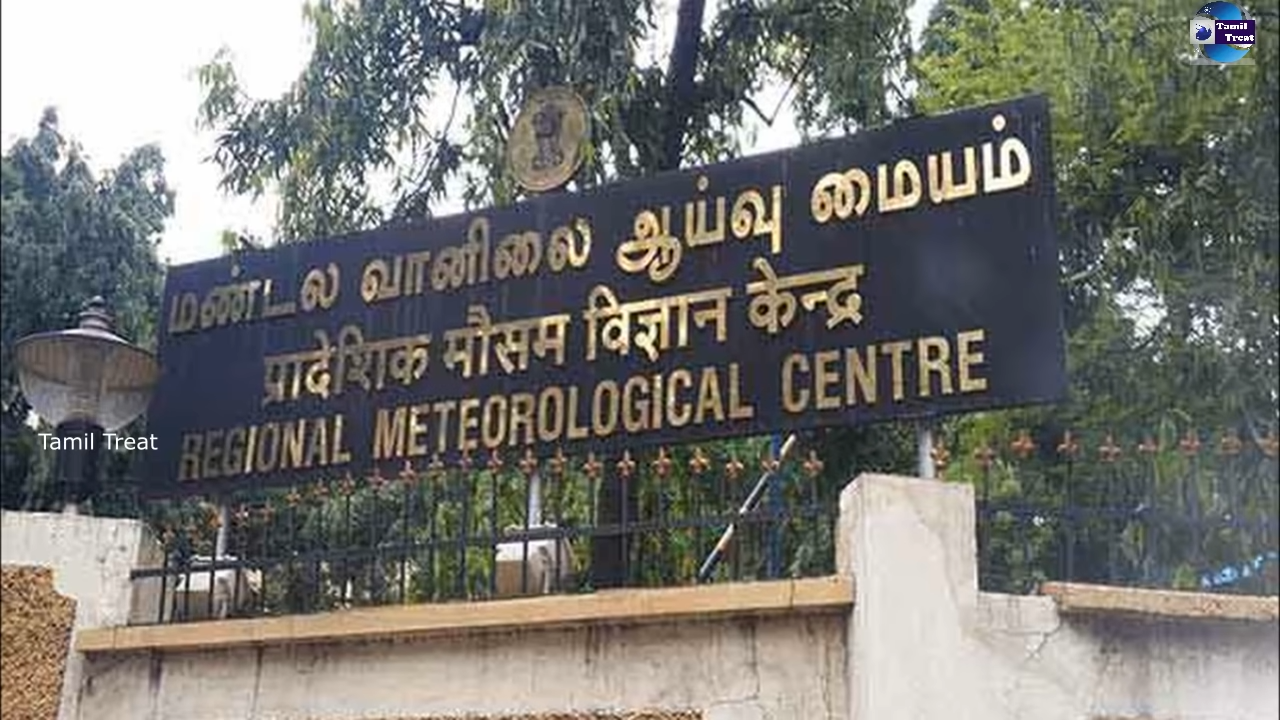 Tamil
Treat
மண்டல வானிலை ஆய்வு மையம்
प्रादेशिक मौसम विज्ञान केन्द्र
REGIONAL METEOROLOGICAL CENTRE
Tamil Treat